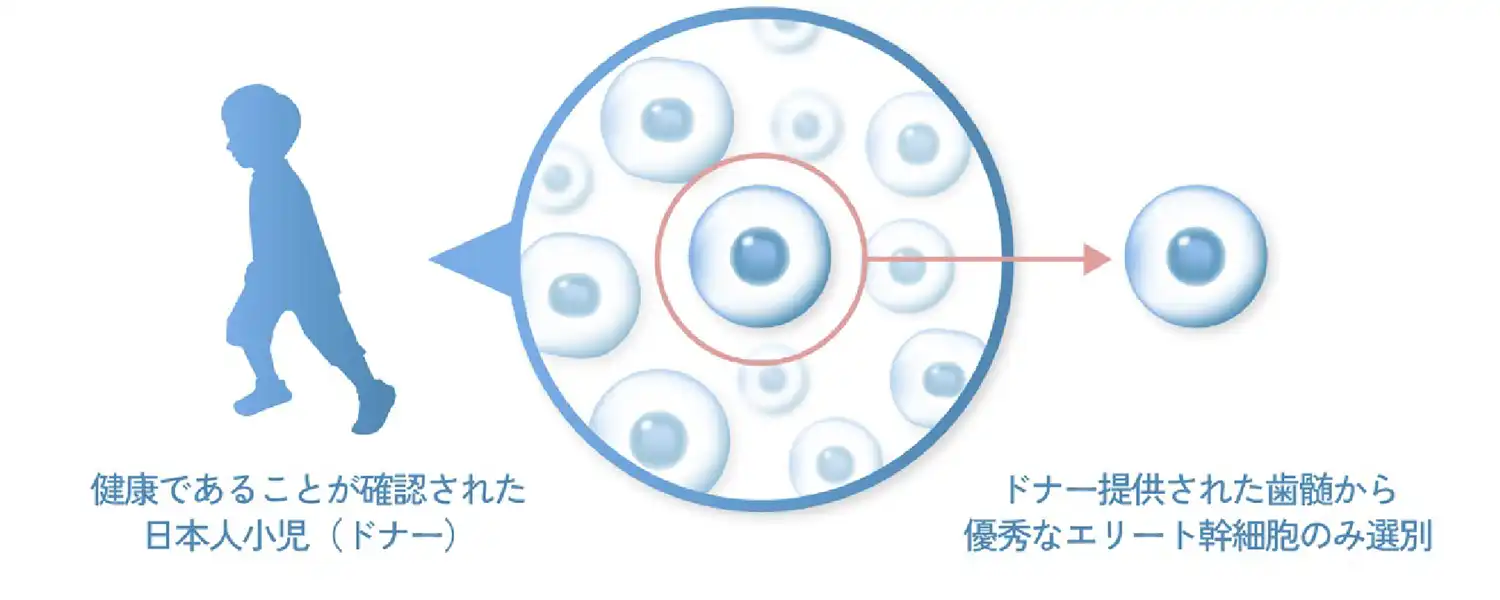 健康であることが確認された
日本人小児（ドナー）
ドナー提供された歯髄から
優秀なエリート幹細胞のみ選別